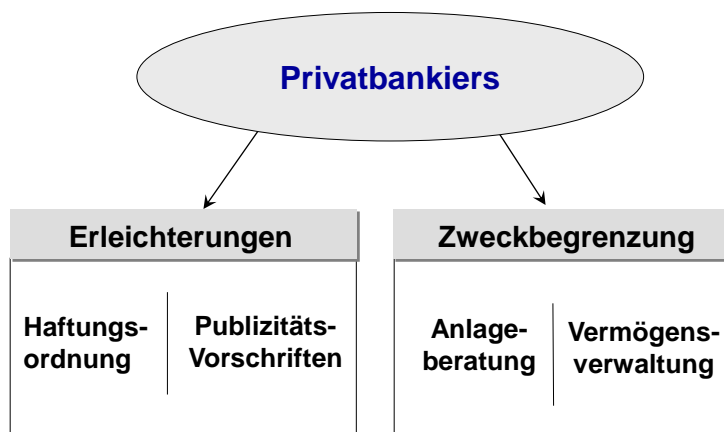 Privatbankiers
Erleichterungen
Haftungs-
ordnung
Publizitäts-
Vorschriften
Zweckbegrenzung
Anlage-
beratung
Vermögens-
verwaltung